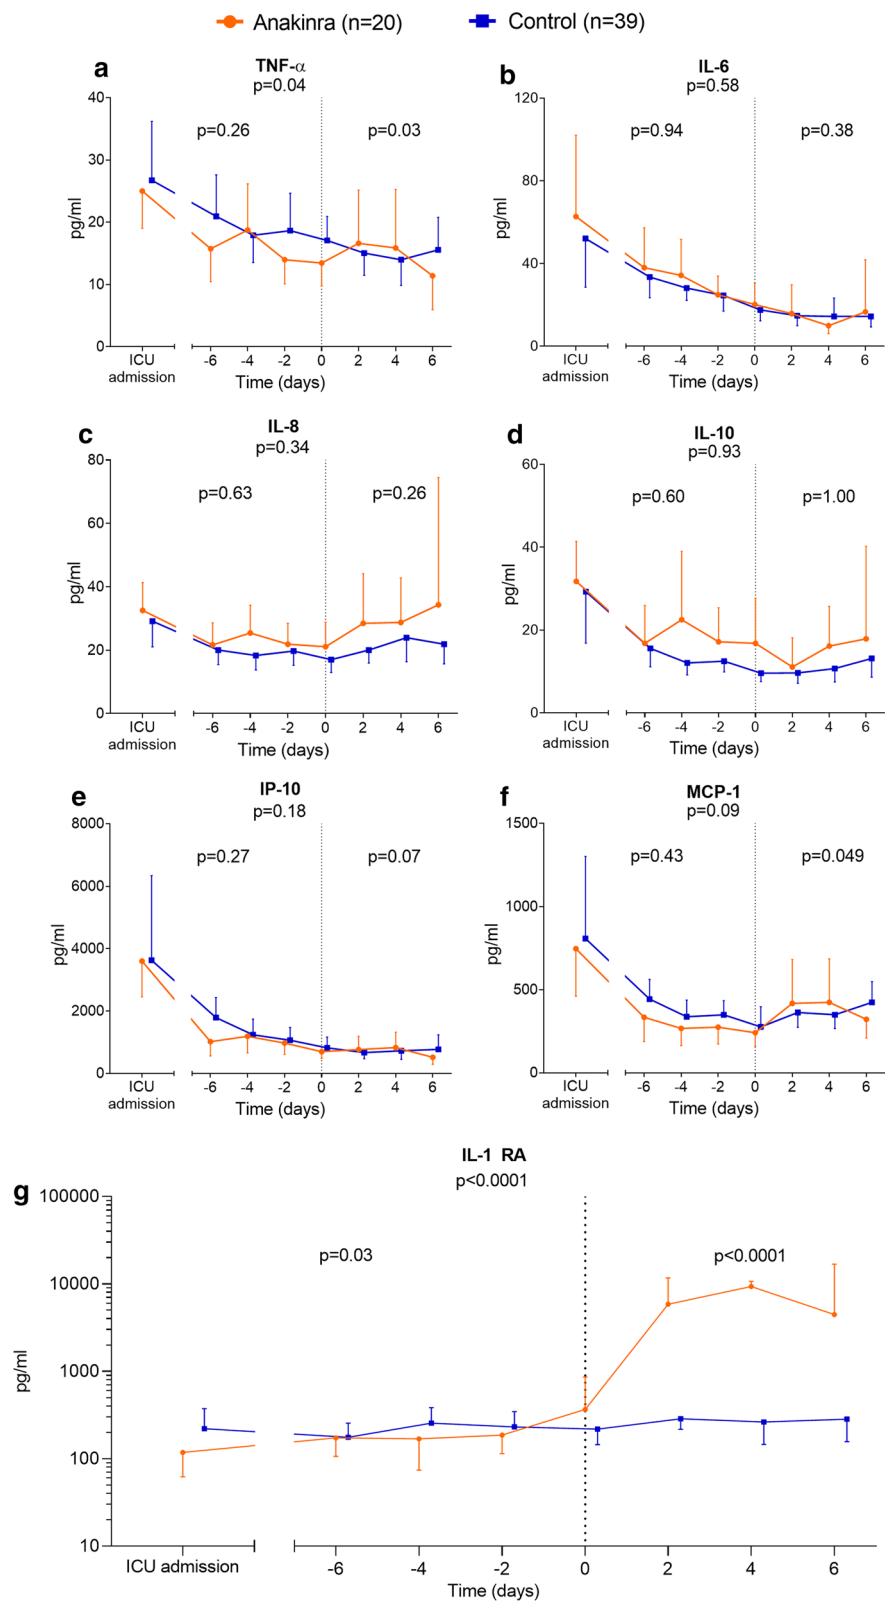 Anakinra (n=20) Control (n=39)
a TNF-α
p=0.04
p=0.26 p=0.03
40
30
20
10
0
pg/ml
ICU admission -6 -4 -2 0 2 4 6
Time (days)
b IL-6
p=0.58
p=0.94 p=0.38
120
80
40
0
pg/ml
ICU admission -6 -4 -2 0 2 4 6
Time (days)
c IL-8
p=0.34
p=0.63 p=0.26
80
60
40
20
0
pg/ml
ICU admission -6 -4 -2 0 2 4 6
Time (days)
d IL-10
p=0.93
p=0.60 p=1.00
60
40
20
0
pg/ml
ICU admission -6 -4 -2 0 2 4 6
Time (days)
e IP-10
p=0.18
p=0.27 p=0.07
8000
6000
4000
2000
0
pg/ml
ICU admission -6 -4 -2 0 2 4 6
Time (days)
f MCP-1
p=0.09
p=0.43 p=0.049
1500
1000
500
0
pg/ml
ICU admission -6 -4 -2 0 2 4 6
Time (days)
g IL-1 RA
p<0.0001
p=0.03 p<0.0001
100000
10000
1000
100
10
pg/ml
ICU admission -6 -4 -2 0 2 4 6
Time (days)